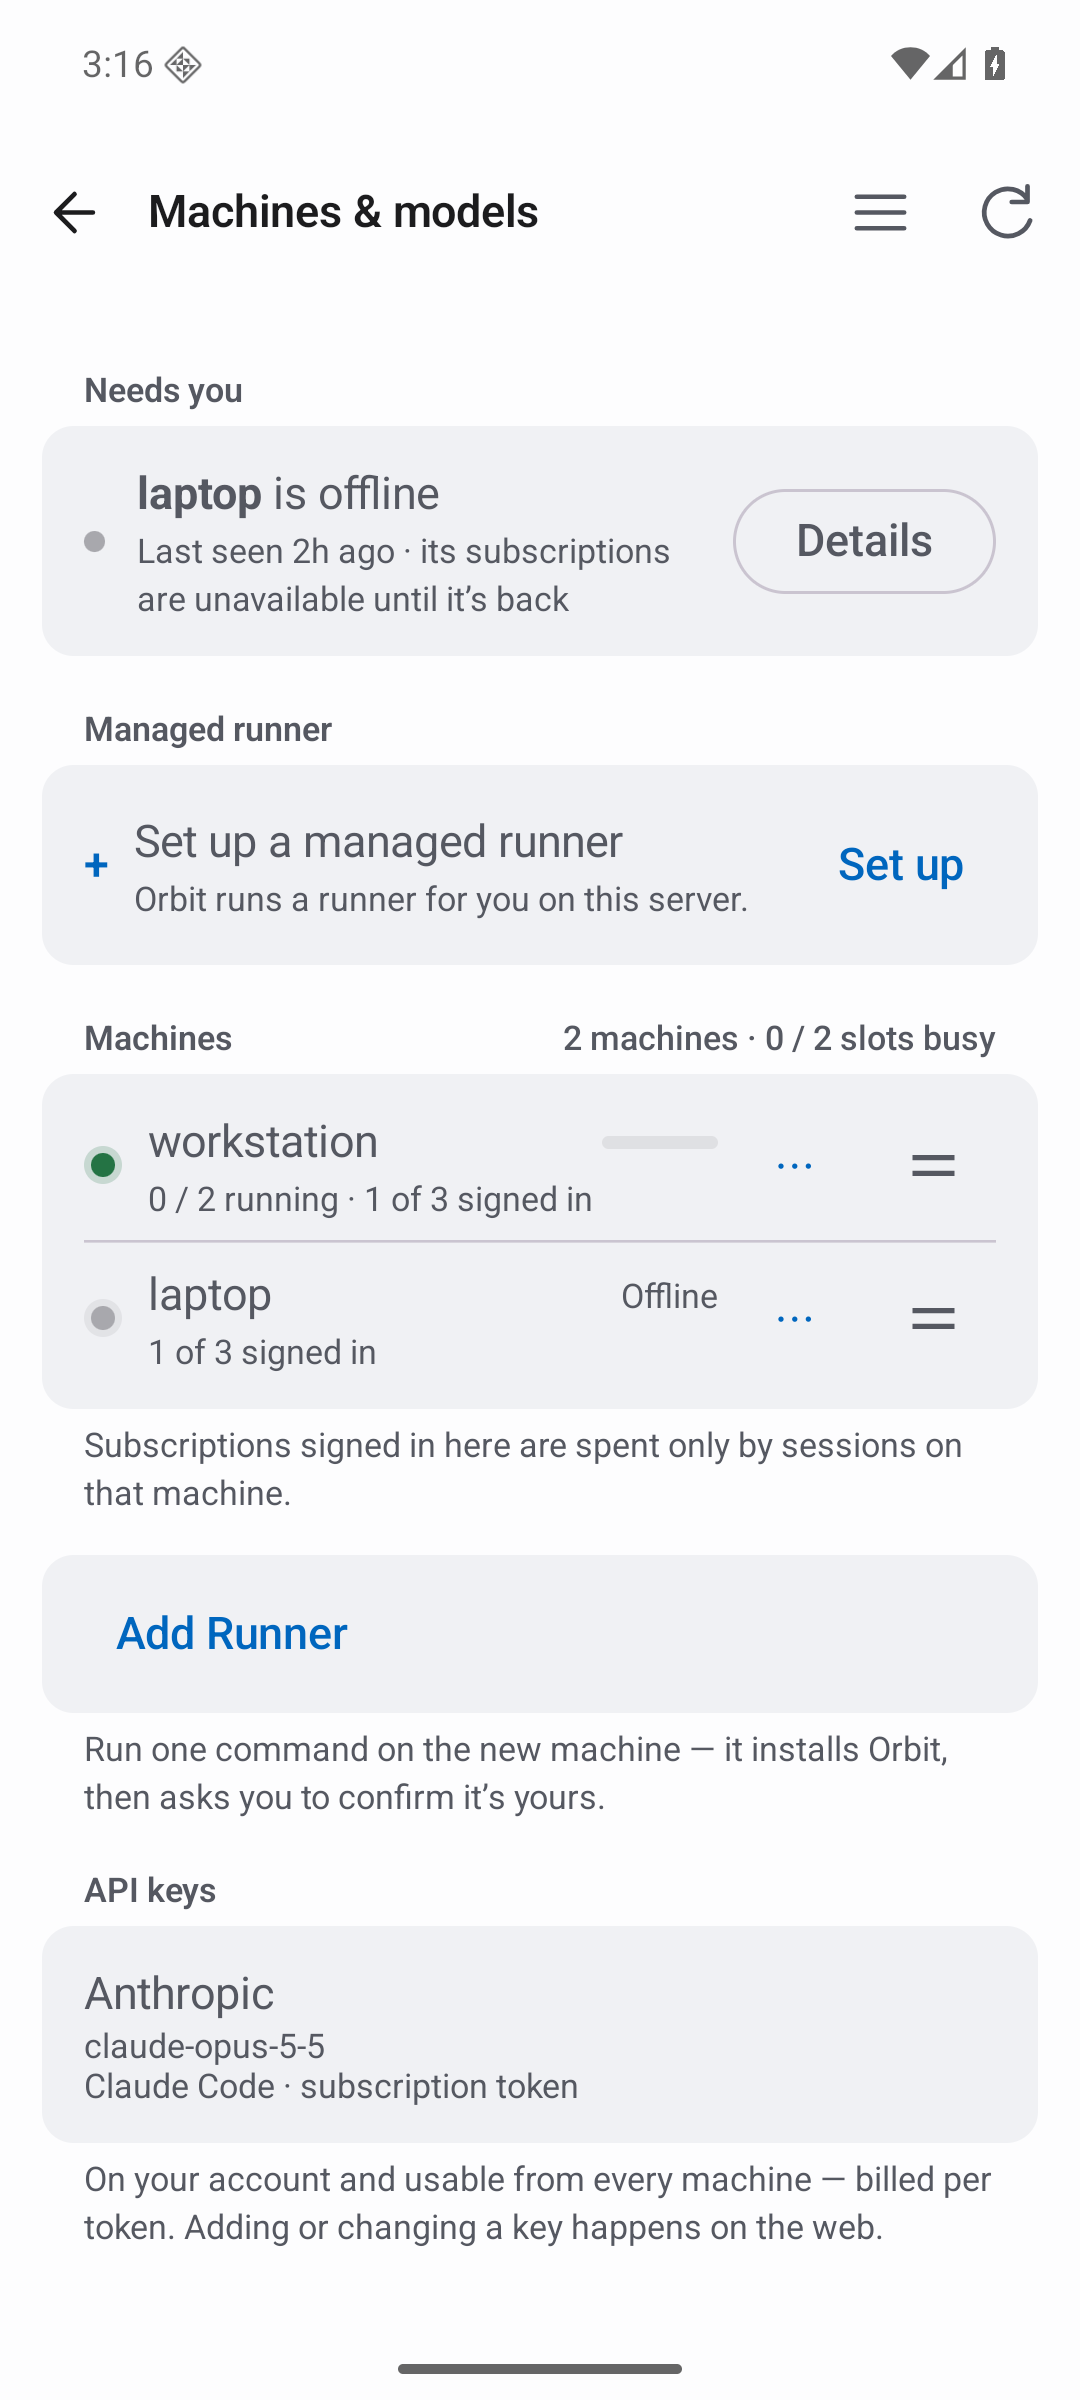 3:16
Machines & models
Needs you
laptop is offline
Last seen 2h ago · its subscriptions
are unavailable until it’s back
Details
Managed runner
+ Set up a managed runner
Orbit runs a runner for you on this server.
Set up
Machines
2 machines · 0 / 2 slots busy
workstation
0 / 2 running · 1 of 3 signed in
...
laptop
1 of 3 signed in
Offline
...
Subscriptions signed in here are spent only by sessions on
that machine.
Add Runner
Run one command on the new machine — it installs Orbit,
then asks you to confirm it’s yours.
API keys
Anthropic
claude-opus-5-5
Claude Code · subscription token
On your account and usable from every machine — billed per
token. Adding or changing a key happens on the web.